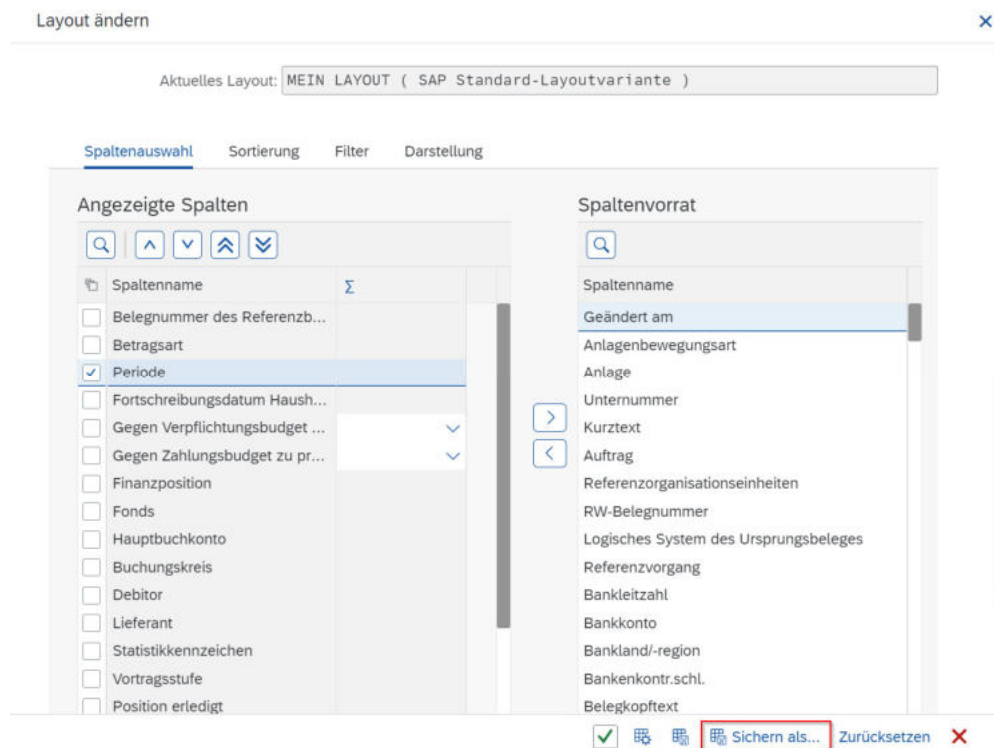 Layout ändern
Aktuelles Layout: MEIN LAYOUT ( SAP Standard-Layoutvariante )
Spaltenauswahl Sortierung Filter Darstellung
Angezeigte Spalten
Spaltenname Σ
Belegnummer des Referenzb...
Betragsart
Periode
Fortschreibungsdatum Haush...
Gegen Verpflichtungsbudget ...
Gegen Zahlungsbudget zu pr...
Finanzposition
Fonds
Hauptbuchkonto
Buchungskreis
Debitor
Lieferant
Statistikkennzeichen
Vortragsstufe
Position erledigt
Spaltenvorrat
Spaltenname
Geändert am
Anlagenbewegungsart
Anlage
Unternummer
Kurztext
Auftrag
Referenzorganisationseinheiten
RW-Belegnummer
Logisches System des Ursprungsbeleges
Referenzvorgang
Bankleitzahl
Bankkonto
Bankland/-region
Bankenkontr.schl.
Belegkopftext
Sichern als... Zurücksetzen